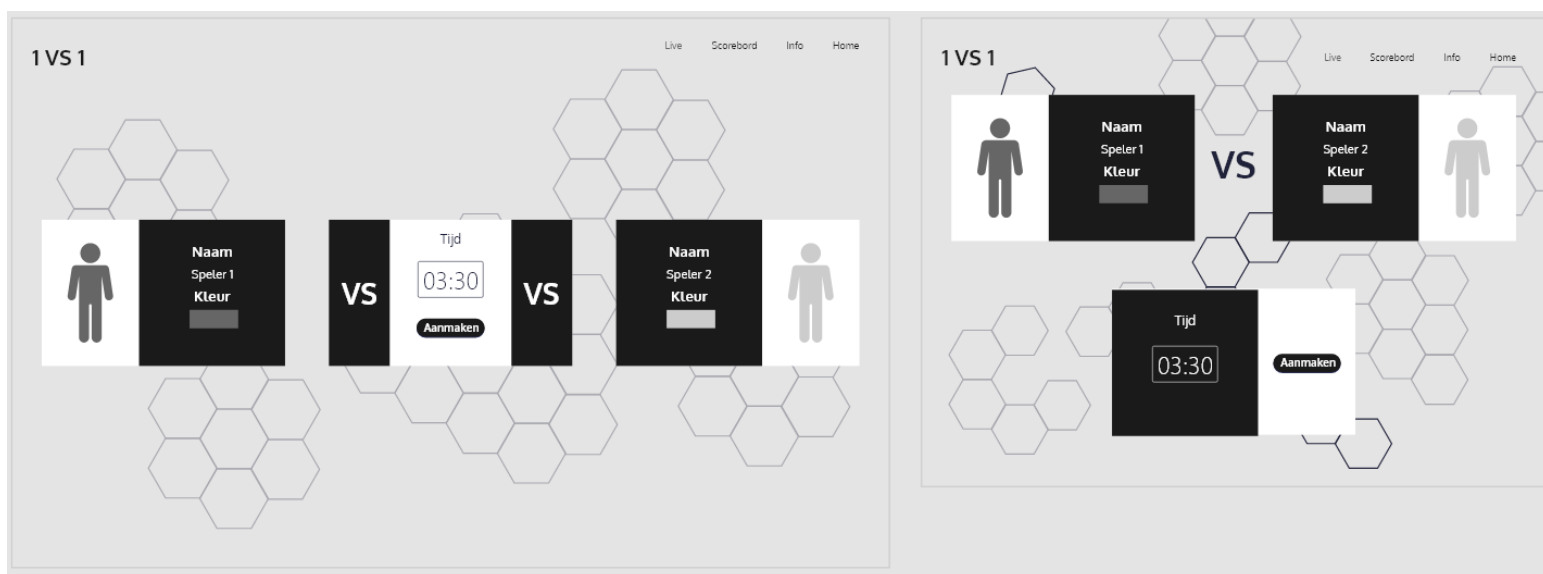 1 VS 1
Live Scorebord Info Home
Naam
Speler 1
Kleur
VS
Tijd
03:30
Aanmaken
VS
Naam
Speler 2
Kleur
1 VS 1
Live Scorebord Info Home
Naam
Speler 1
Kleur
VS
Naam
Speler 2
Kleur
Tijd
03:30
Aanmaken